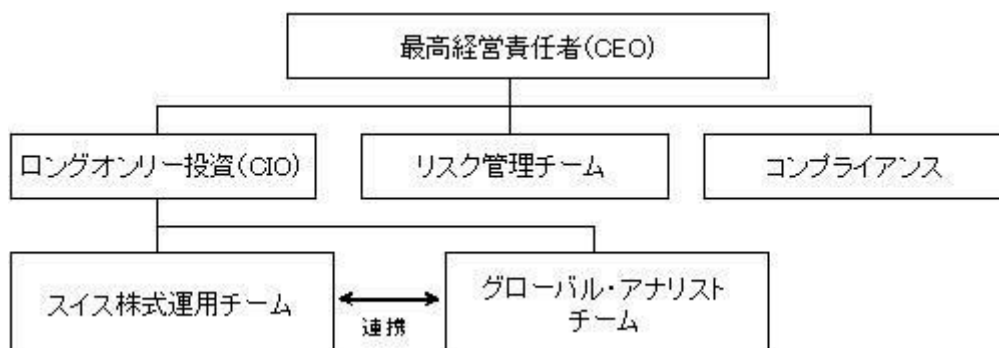 最高経営責任者(CEO)
ロングオンリー投資(CIO)
リスク管理チーム
コンプライアンス
スイス株式運用チーム
連携
グローバル・アナリスト
チーム